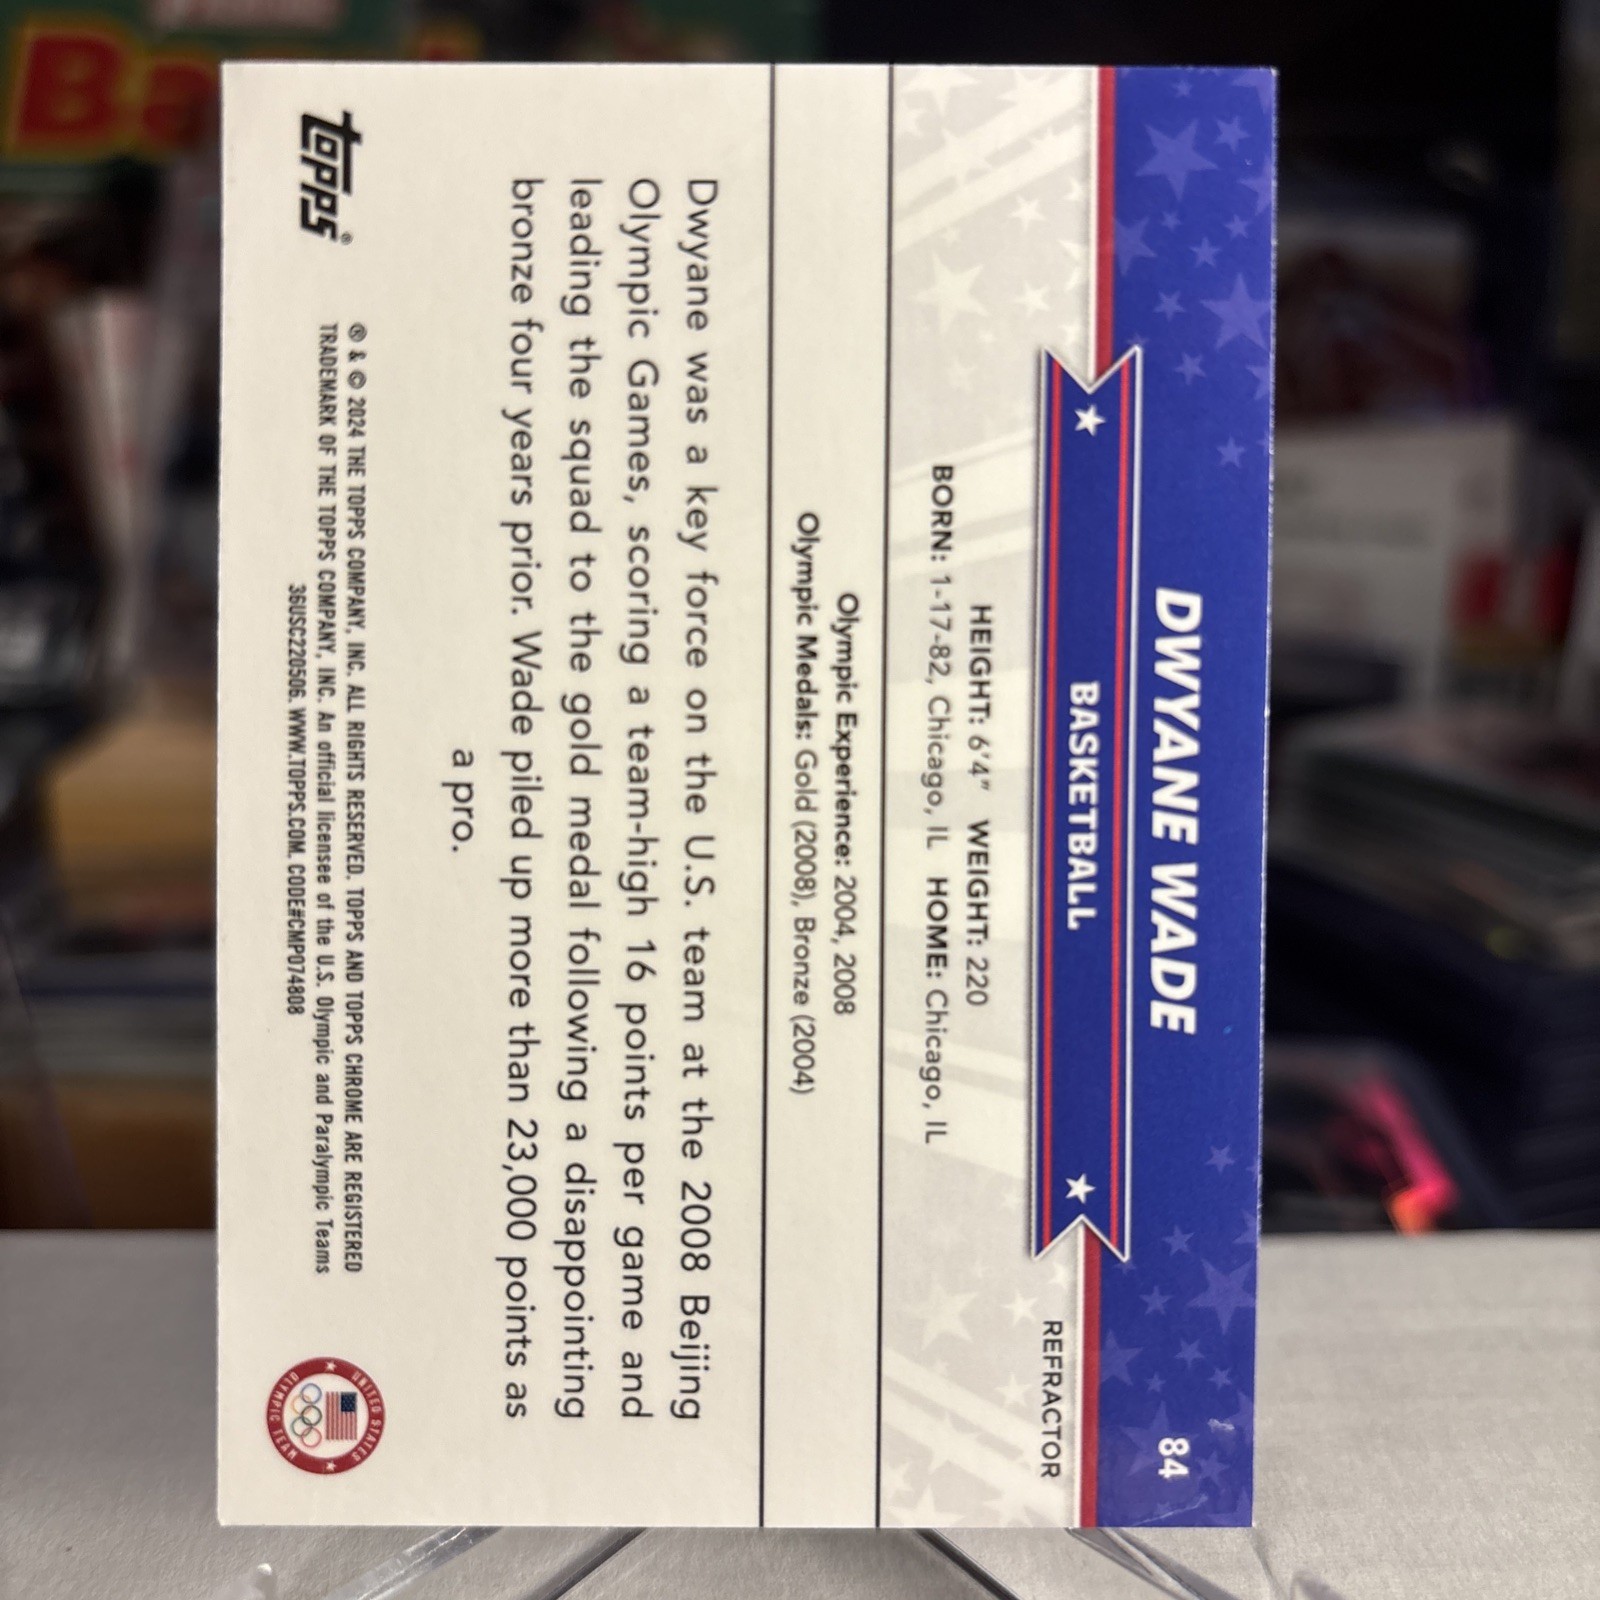 DWYANE WADE
84
BASKETBALL
REFRACTOR
HEIGHT: 6'4" WEIGHT: 220
BORN: 1-17-82, Chicago, IL HOME: Chicago, IL
Olympic Experience: 2004, 2008
Olympic Medals: Gold (2008), Bronze (2004)
Dwyane was a key force on the U.S. team at the 2008 Beijing
Olympic Games, scoring a team-high 16 points per game and
leading the squad to the gold medal following a disappointing
bronze four years prior. Wade piled up more than 23,000 points as
a pro.
topps®
® & © 2024 THE TOPPS COMPANY, INC. ALL RIGHTS RESERVED. TOPPS AND TOPPS CHROME ARE REGISTERED
TRADEMARK OF THE TOPPS COMPANY, INC. An official licensee of the U.S. Olympic and Paralympic Teams
36USC220506. WWW.TOPPS.COM. CODE#CMP074808
UNITED STATES
OLYMPIC TEAM